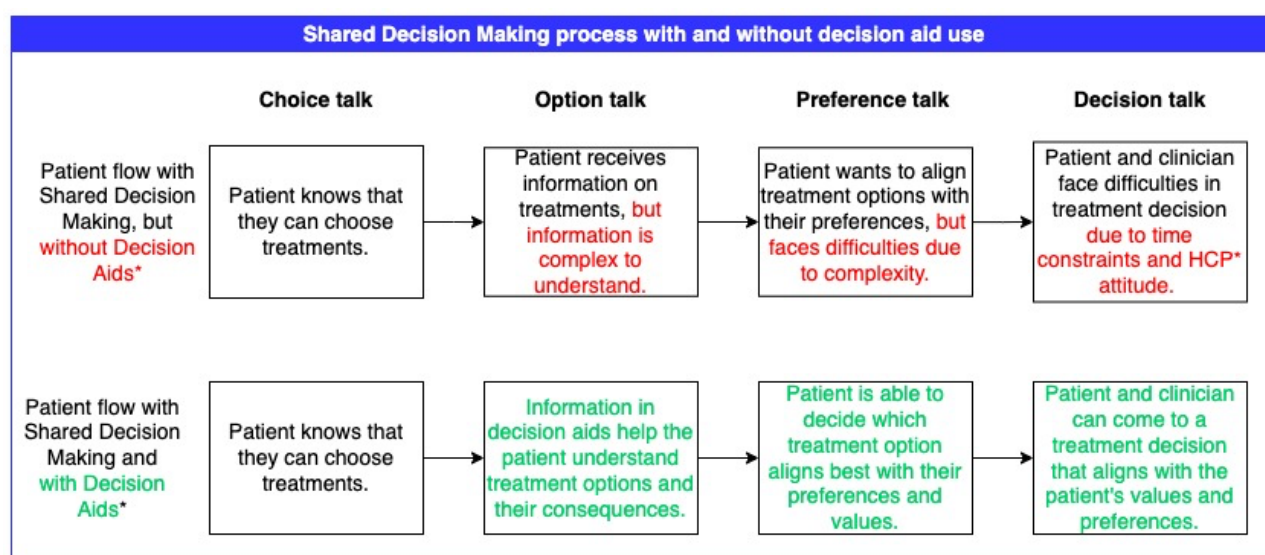 Shared Decision Making process with and without decision aid use
Choice talk
Option talk
Preference talk
Decision talk
Patient flow with
Shared Decision
Making, but
without Decision
Aids*
Patient knows that
they can choose
treatments.
Patient receives
information on
treatments, but
information is
complex to
understand.
Patient wants to align
treatment options with
their preferences, but
faces difficulties due
to complexity.
Patient and clinician
face difficulties in
treatment decision
due to time
constraints and HCP*
attitude.
Patient flow with
Shared Decision
Making and
with Decision
Aids*
Patient knows that
they can choose
treatments.
Information in
decision aids help the
patient understand
treatment options and
their consequences.
Patient is able to
decide which
treatment option
aligns best with their
preferences and
values.
Patient and clinician
can come to a
treatment decision
that aligns with the
patient's values and
preferences.